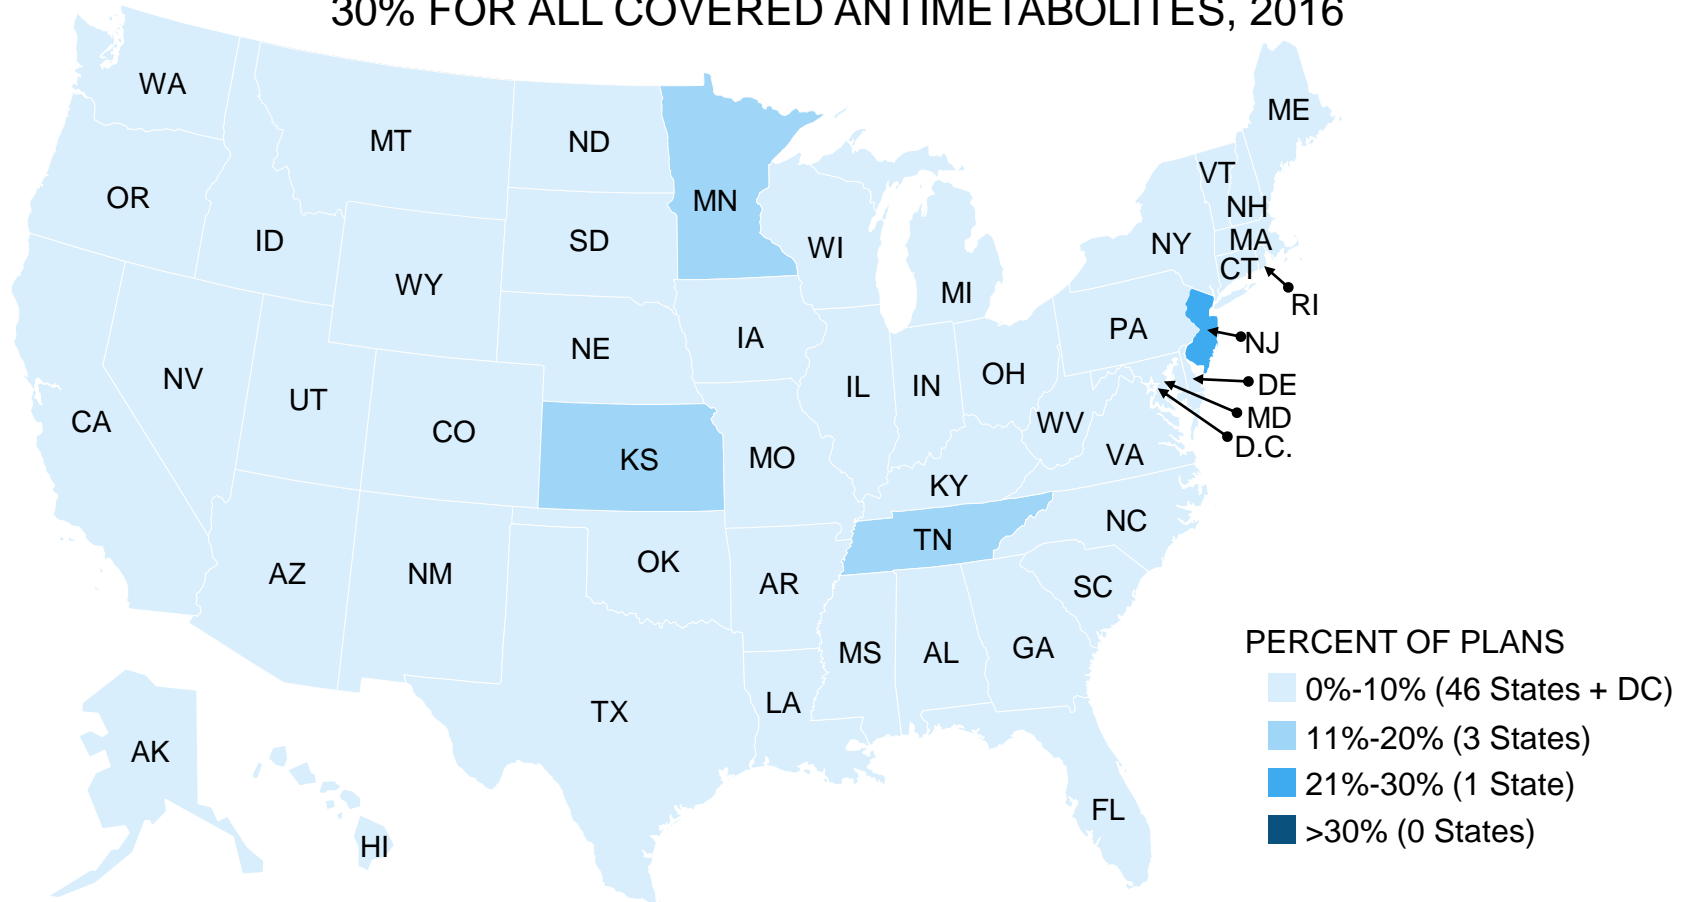 30% FOR ALL COVERED ANTIMETABOLITES, 2016
WA
MT
ND
MN
ME
OR
ID
SD
WI
VT
NH
NY
MA
CT
RI
WY
MI
IA
PA
NJ
NE
NV
UT
IL
IN
OH
DE
MD
D.C.
CA
CO
KS
MO
WV
VA
KY
NC
TN
AZ
NM
OK
AR
SC
MS
AL
GA
TX
LA
AK
HI
FL
PERCENT OF PLANS
0%-10% (46 States + DC)
11%-20% (3 States)
21%-30% (1 State)
>30% (0 States)